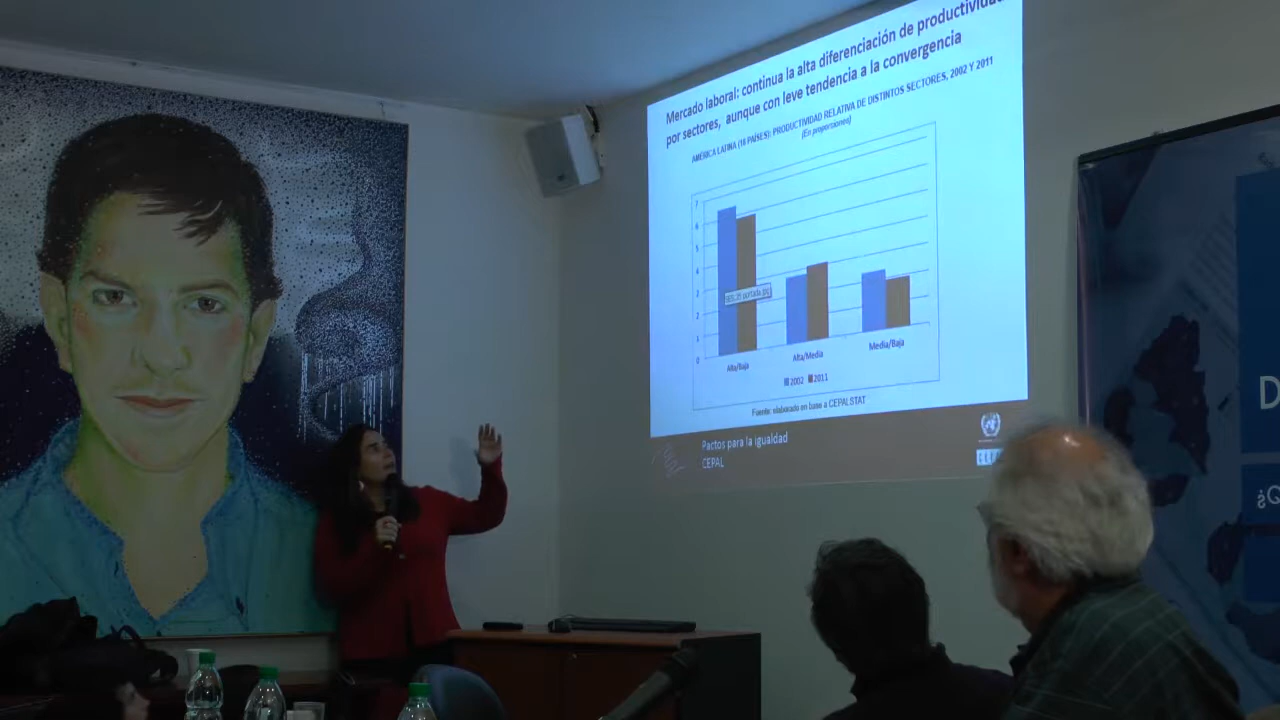 Mercado laboral: continua la alta diferenciación de productividad
por sectores, aunque con leve tendencia a la convergencia
AMÉRICA LATINA (18 PAÍSES): PRODUCTIVIDAD RELATIVA DE DISTINTOS SECTORES, 2002 Y 2011
(En proporciones)
7
6
5
4
3
2
1
0
Alta/Baja
Alta/Media
Media/Baja
2002 2011
Fuente: elaborado en base a CEPALSTAT
Pactos para la igualdad
CEPAL
D
¿Q